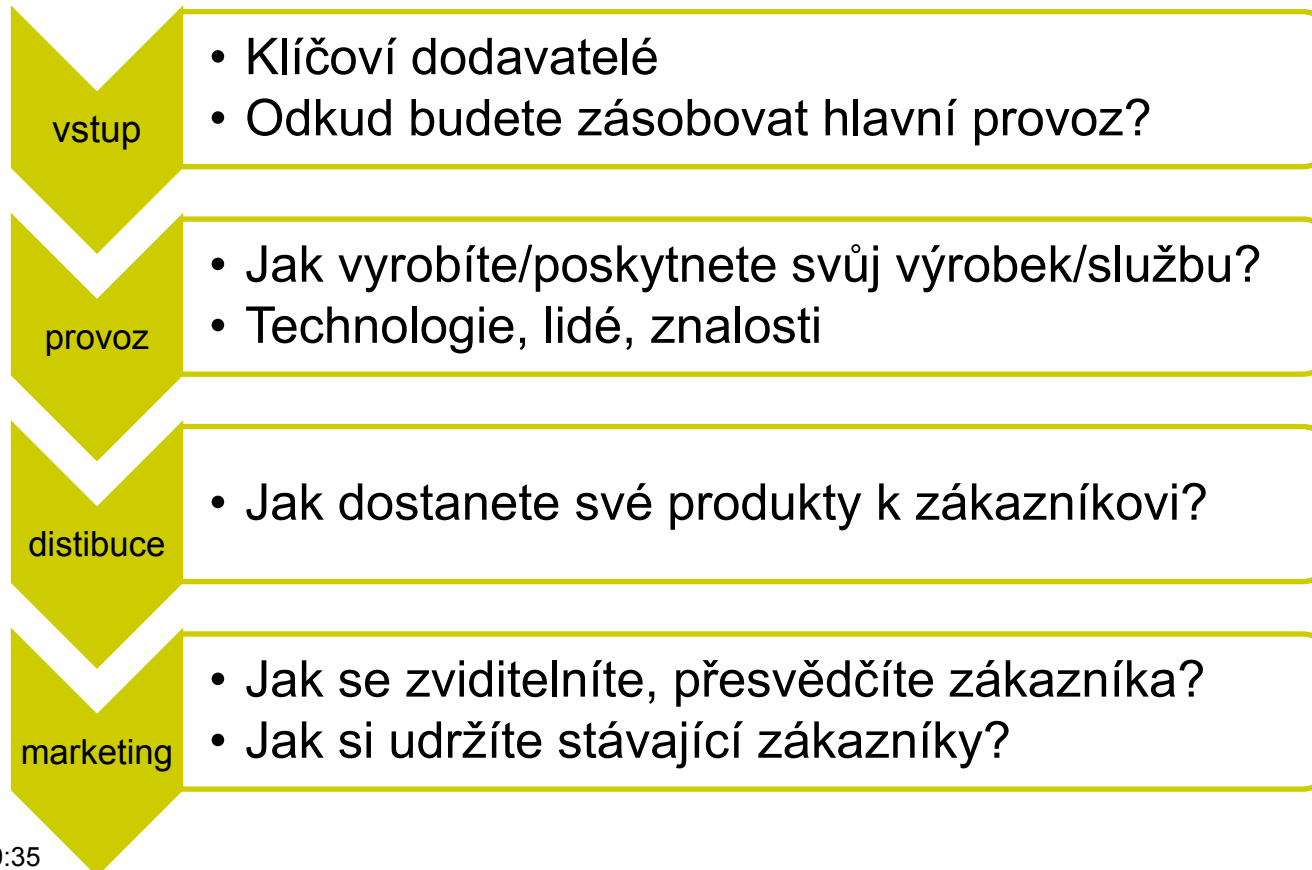 vstup
• Klíčoví dodavatelé
• Odkud budete zásobovat hlavní provoz?
provoz
• Jak vyrobíte/poskytnete svůj výrobek/službu?
• Technologie, lidé, znalosti
distibuce
• Jak dostanete své produkty k zákazníkovi?
marketing
• Jak se zviditelníte, přesvědčíte zákazníka?
• Jak si udržíte stávající zákazníky?
:35